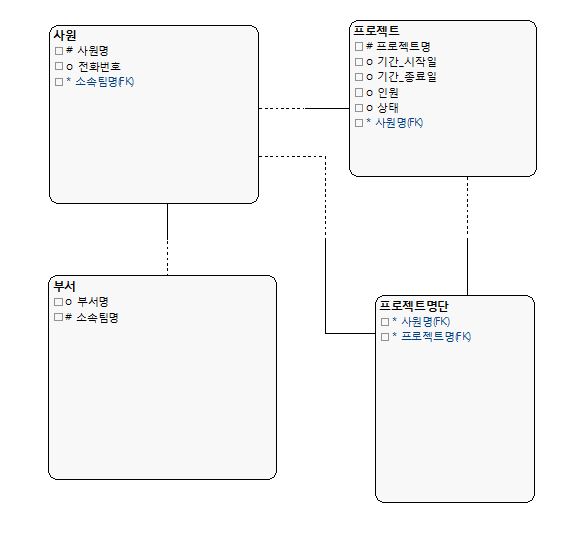 사원
# 사원명
o 전화번호
* 소속팀명(FK)
프로젝트
# 프로젝트명
o 기간_시작일
o 기간_종료일
o 인원
o 상태
* 사원명(FK)
부서
o 부서명
# 소속팀명
프로젝트명단
* 사원명(FK)
* 프로젝트명(FK)